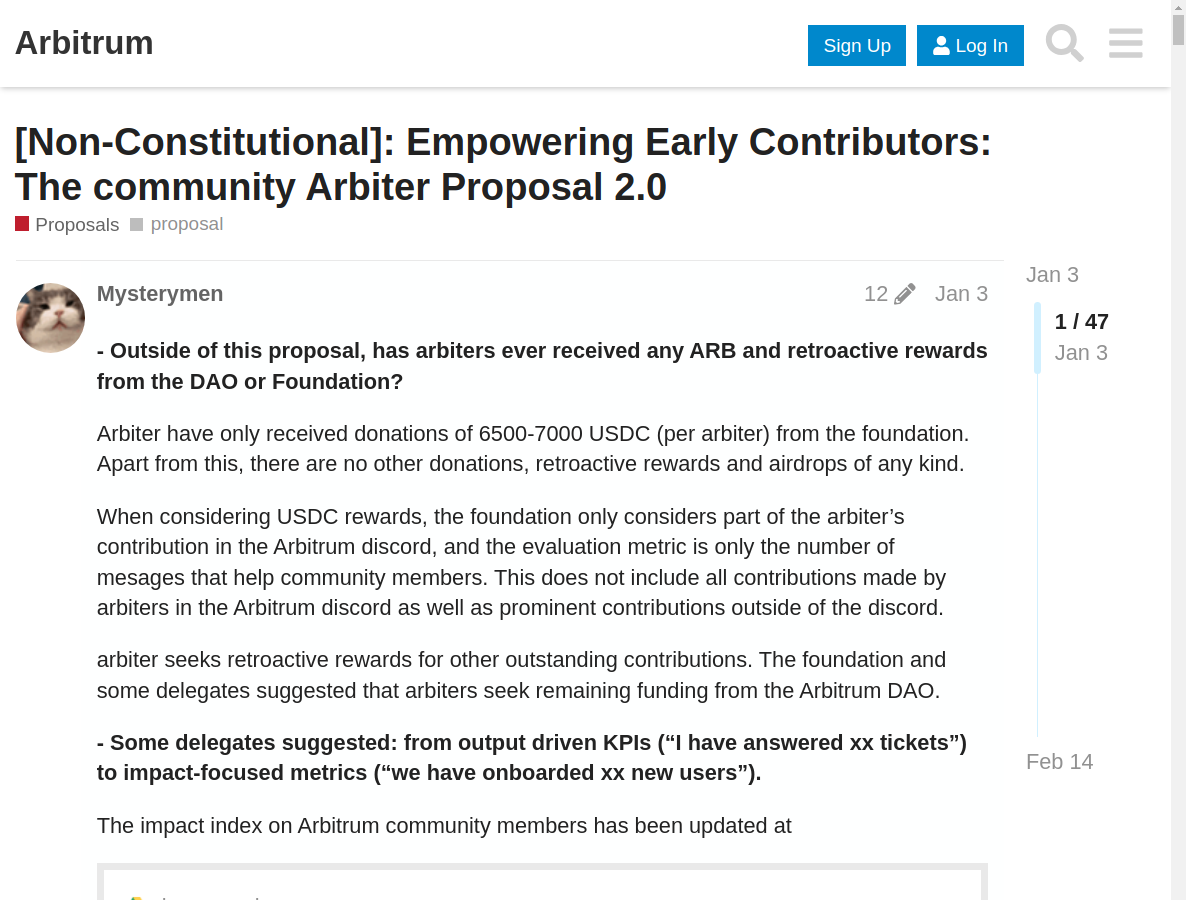 Arbitrum
Sign Up
Log In
[Non-Constitutional]: Empowering Early Contributors:
The community Arbiter Proposal 2.0
Proposals
proposal
Mysterymen
12
Jan 3
Jan 3
1 / 47
Jan 3
Feb 14
- Outside of this proposal, has arbiters ever received any ARB and retroactive rewards
from the DAO or Foundation?
Arbiter have only received donations of 6500-7000 USDC (per arbiter) from the foundation.
Apart from this, there are no other donations, retroactive rewards and airdrops of any kind.
When considering USDC rewards, the foundation only considers part of the arbiter’s
contribution in the Arbitrum discord, and the evaluation metric is only the number of
mesages that help community members. This does not include all contributions made by
arbiters in the Arbitrum discord as well as prominent contributions outside of the discord.
arbiter seeks retroactive rewards for other outstanding contributions. The foundation and
some delegates suggested that arbiters seek remaining funding from the Arbitrum DAO.
- Some delegates suggested: from output driven KPIs (“I have answered xx tickets”)
to impact-focused metrics (“we have onboarded xx new users”).
The impact index on Arbitrum community members has been updated at